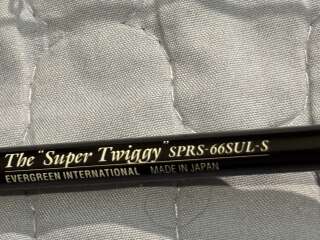 The "Super Twiggy" SPRS-66SUL-S
EVERGREEN INTERNATIONAL MADE IN JAPAN